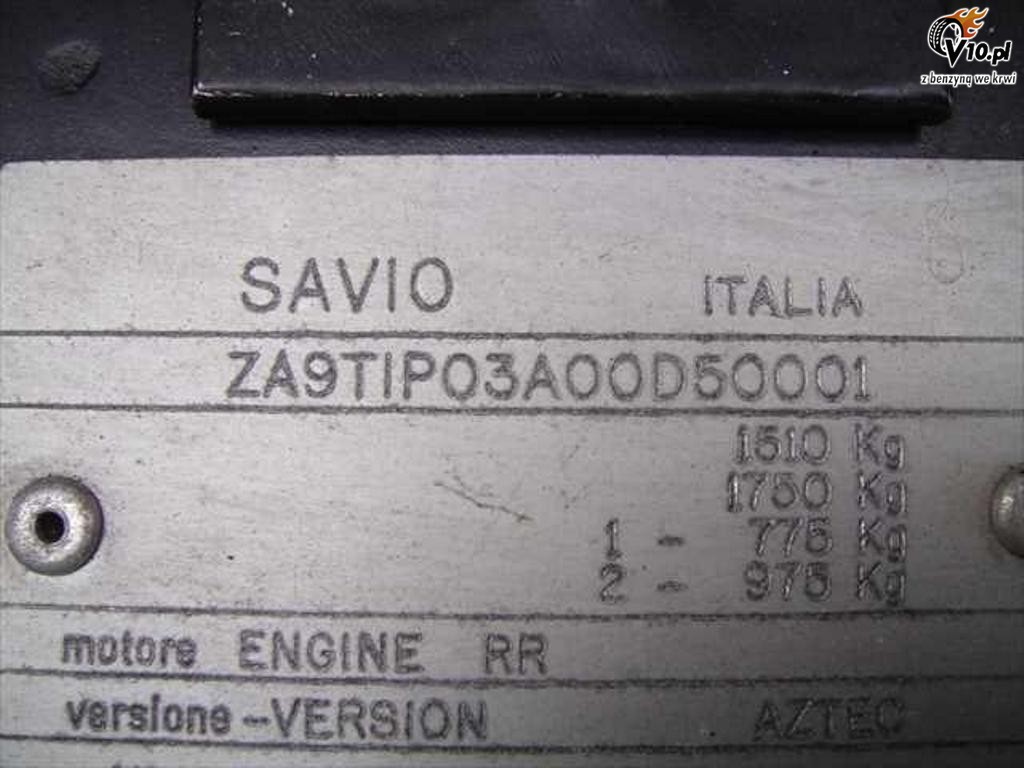 V10.pl
z benzyną we krwi
SAVIO ITALIA
ZA9TIP03A00D50001
1510 Kg
1750 Kg
1 - 775 Kg
2 - 975 Kg
motore ENGINE RR
versione - VERSION AZTEC